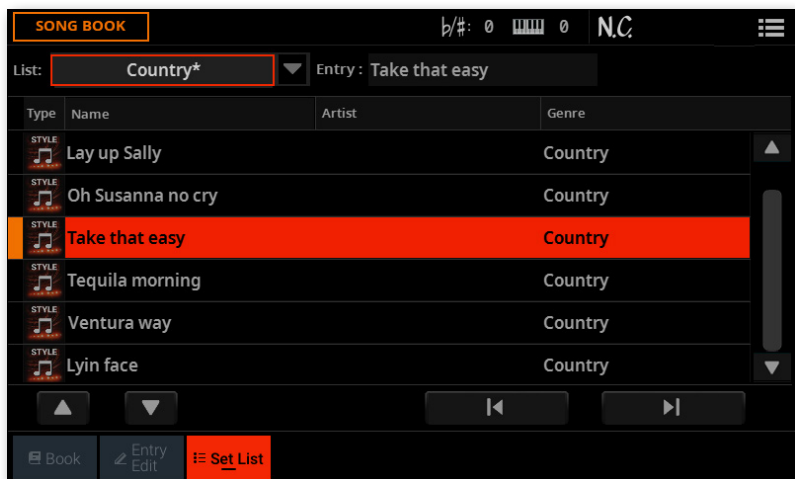 SONG BOOK ♭/#: 0 0 N.C.
List: Country* Entry : Take that easy
Type Name Artist Genre
STYLE Lay up Sally Country
STYLE Oh Susanna no cry Country
STYLE Take that easy Country
STYLE Tequila morning Country
STYLE Ventura way Country
STYLE Lyin face Country
Book Entry Edit Set List